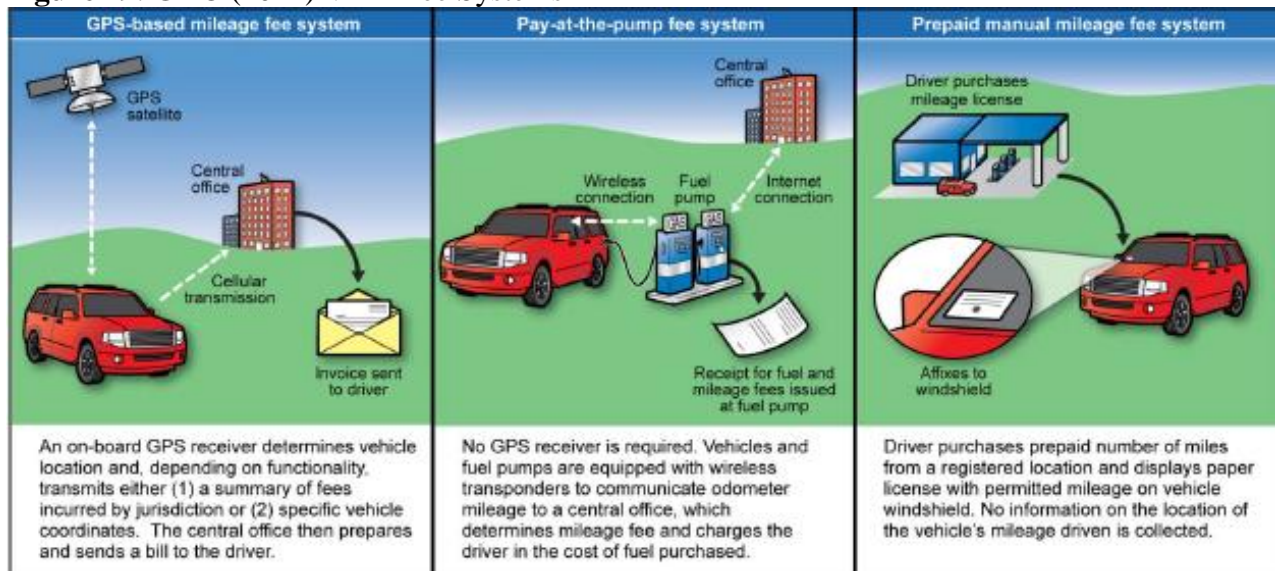 GPS-based mileage fee system
GPS
satellite
Central
office
Cellular
transmission
Invoice sent
to driver
An on-board GPS receiver determines vehicle
location and, depending on functionality,
transmits either (1) a summary of fees
incurred by jurisdiction or (2) specific vehicle
coordinates. The central office then prepares
and sends a bill to the driver.
Pay-at-the-pump fee system
Central
office
Wireless
connection
Fuel
pump
Internet
connection
GAS
GAS
Receipt for fuel and
mileage fees issued
at fuel pump
No GPS receiver is required. Vehicles and
fuel pumps are equipped with wireless
transponders to communicate odometer
mileage to a central office, which
determines mileage fee and charges the
driver in the cost of fuel purchased.
Prepaid manual mileage fee system
Driver purchases
mileage license
Affixes to
windshield
Driver purchases prepaid number of miles
from a registered location and displays paper
license with permitted mileage on vehicle
windshield. No information on the location of
the vehicle's mileage driven is collected.